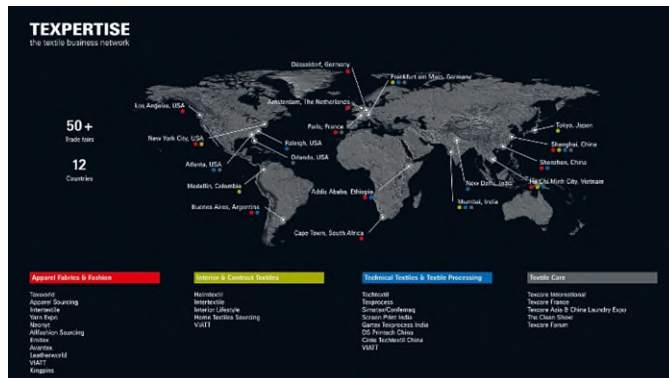 TEXPERTISE
the textile business network
50+
Trade fairs
12
Countries
Düsseldorf, Germany
Frankfurt am Main, Germany
Los Angeles, USA
Amsterdam, The Netherlands
New York City, USA
Paris, France
Tokyo, Japan
Raleigh, USA
Shanghai, China
Orlando, USA
Atlanta, USA
Shenzhen, China
Medellin, Colombia
Addis Ababa, Ethiopia
New Delhi, India
Ho Chi Minh City, Vietnam
Buenos Aires, Argentina
Mumbai, India
Cape Town, South Africa
Apparel Fabrics & Fashion
Texworld
Apparel Sourcing
Intertextile
Yarn Expo
Neonyt
Allfashion Sourcing
Emitex
Avantex
Leatherworld
VIATT
Kingpins
Interior & Contract Textiles
Heimtextil
Intertextile
Interior Lifestyle
Home Textiles Sourcing
VIATT
Technical Textiles & Textile Processing
Techtextil
Texprocess
Simatex/Confemaq
Screen Print India
Gartex Texprocess India
DS Printech China
Cinte Techtextil China
VIATT
Textile Care
Texcare International
Texcare France
Texcare Asia & China Laundry Expo
The Clean Show
Texcare Forum